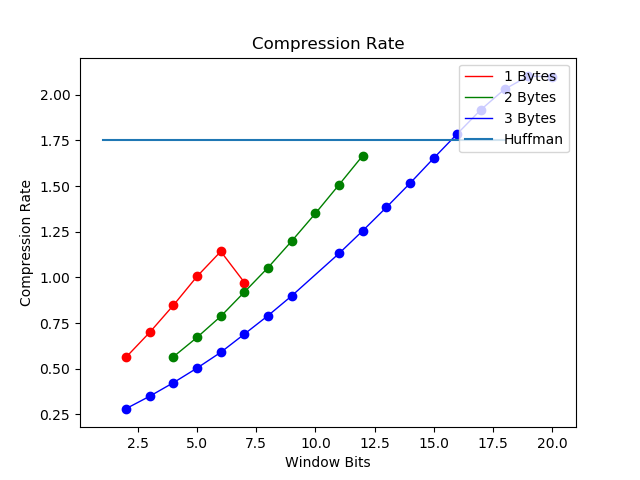 Compression Rate
1 Bytes
2 Bytes
3 Bytes
Huffman
2.00
1.75
1.50
1.25
1.00
0.75
0.50
0.25
Compression Rate
2.5 5.0 7.5 10.0 12.5 15.0 17.5 20.0
Window Bits